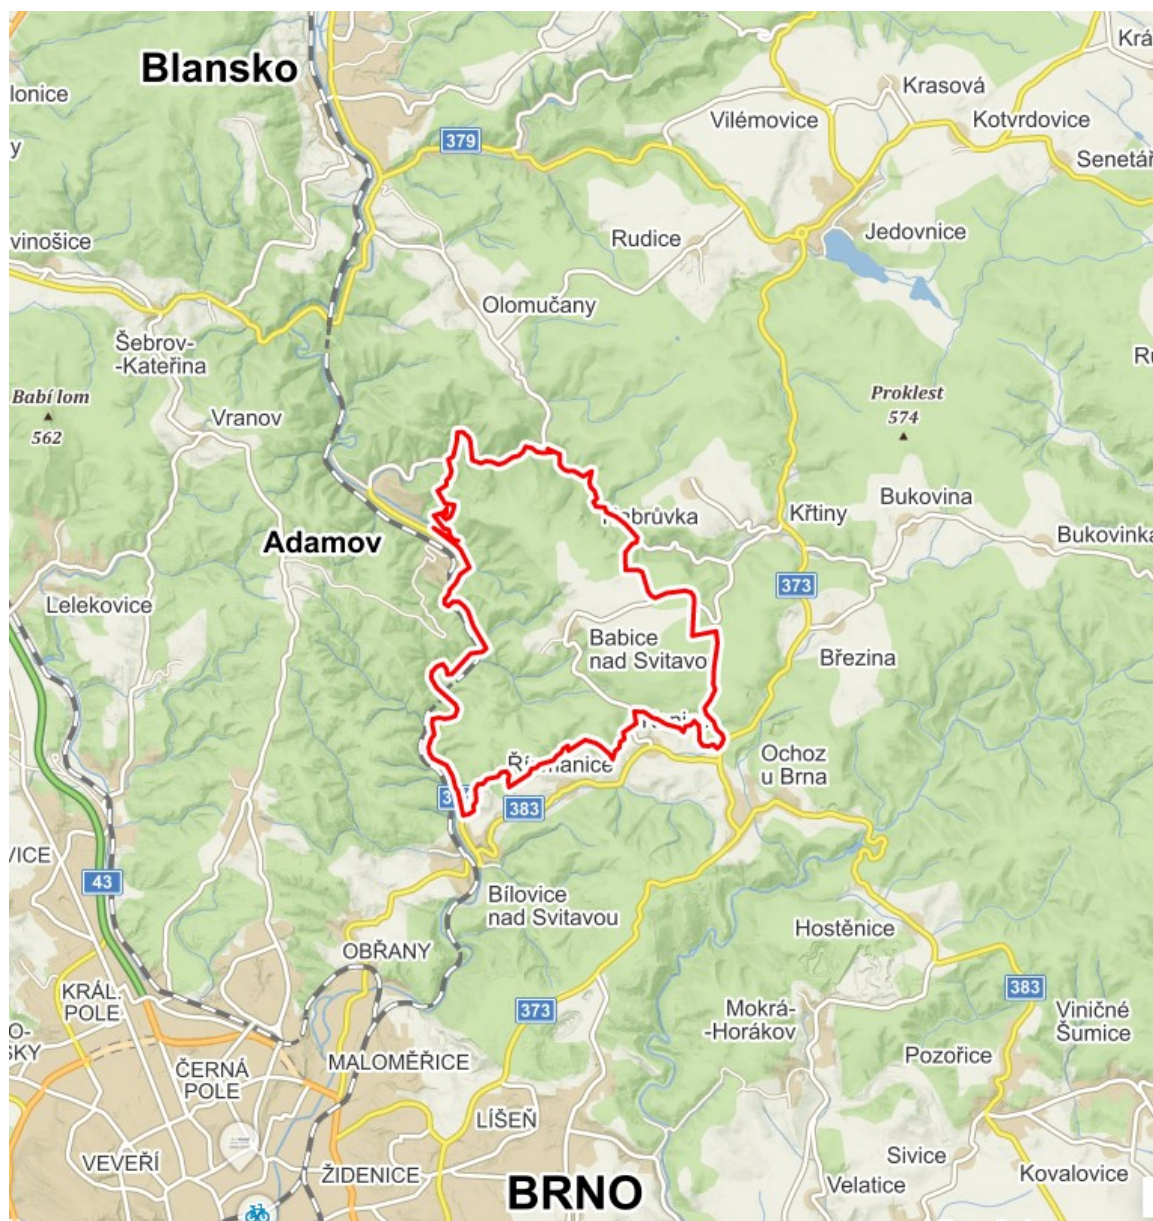 Blansko
lonice
y
379
Vilémovice
Krasová
Kotvrdovice
Krá
Senetář
vinošice
Rudice
Jedovnice
Olomučany
Šebrov-
-Kateřina
Babí lom
562
Vranov
Proklest
574
Bukovina
Křtiny
Bukovinka
Adamov
373
Lelekovice
Babice
nad Svitavo
Březina
Ochoz
u Brna
383
VICE
43
Bílovice
nad Svitavou
Hostěnice
OBŘANY
383
KRÁL.
POLE
373
Mokrá-
-Horákov
Viničné
Šumice
O-
SKY
ČERNÁ
POLE
MALOMĚŘICE
Pozořice
LÍŠEŇ
VEVEŘÍ
ŽIDENICE
Sivice
Kovalovice
BRNO
Velatice